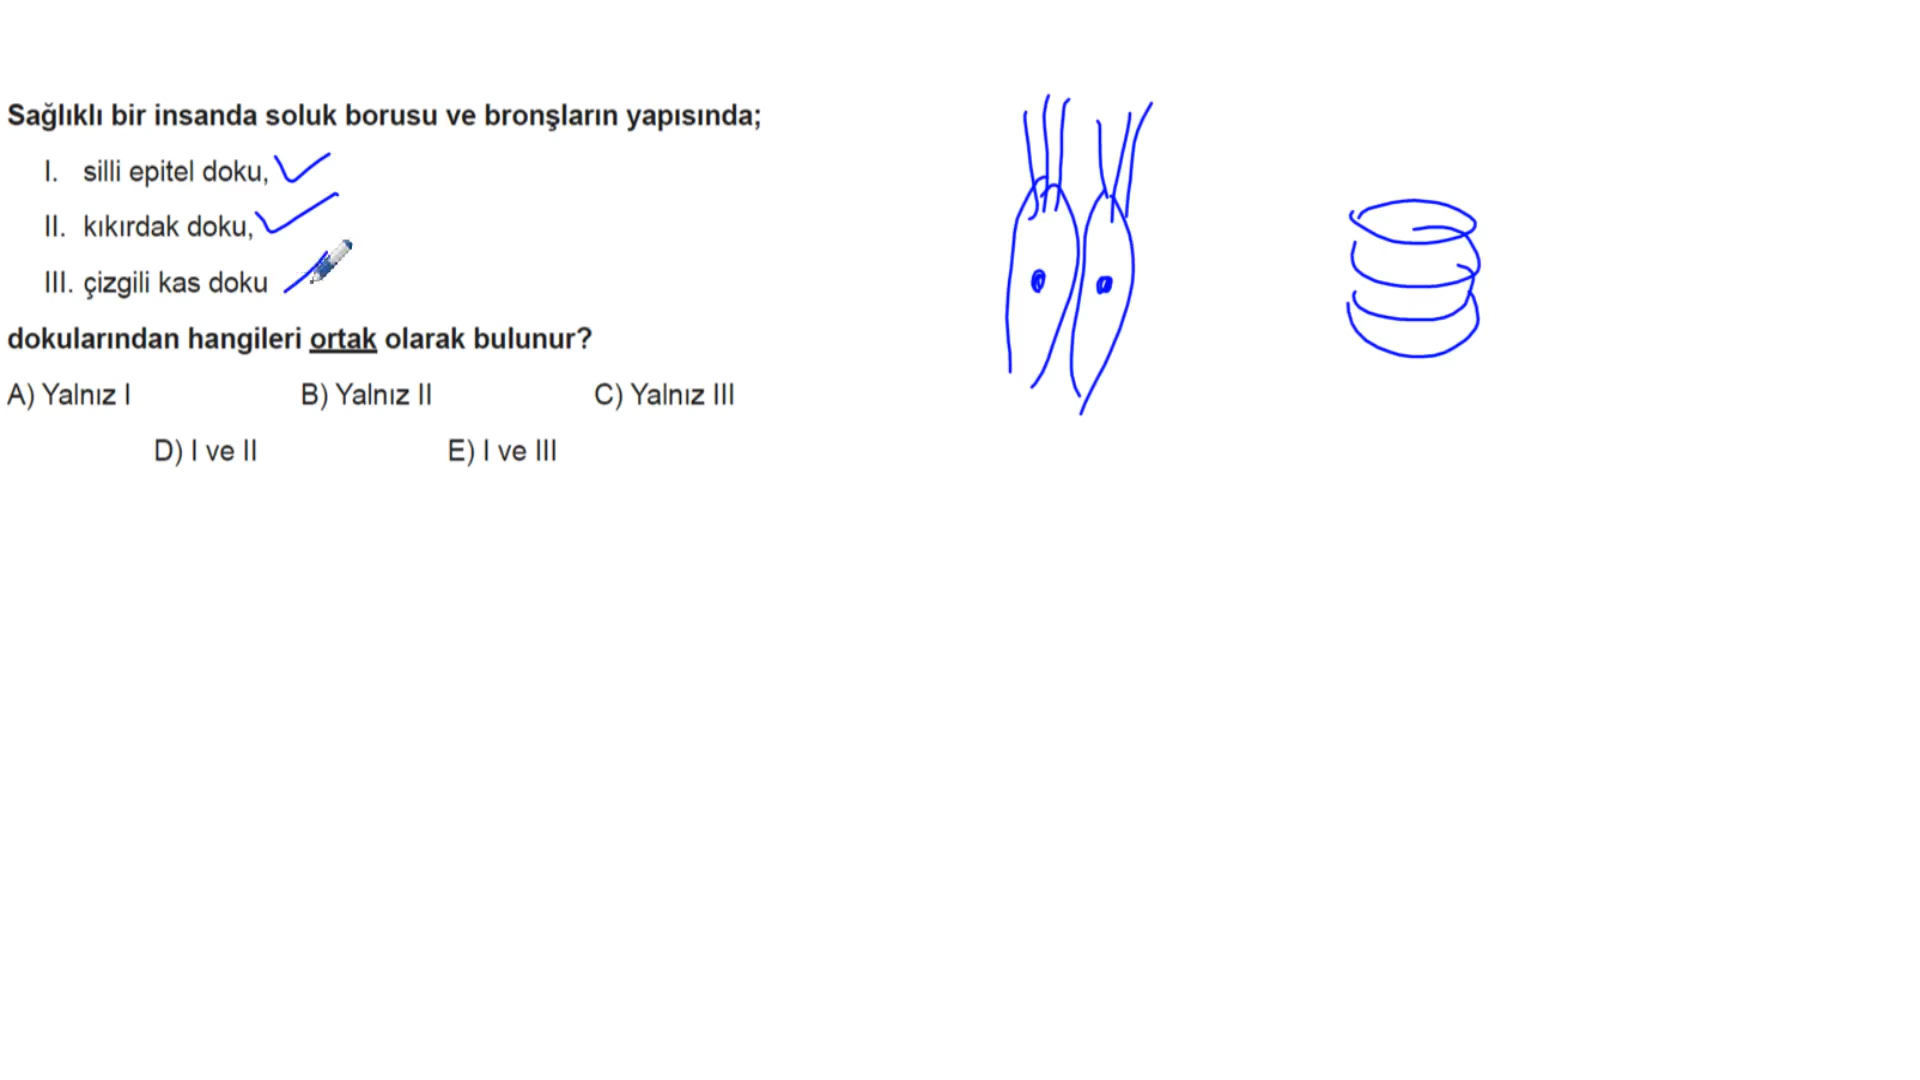 Sağlıklı bir insanda soluk borusu ve bronşların yapısında;
I. silli epitel doku,
II. kıkırdak doku,
III. çizgili kas doku
dokularından hangileri ortak olarak bulunur?
A) Yalnız I B) Yalnız II C) Yalnız III
D) I ve II E) I ve III